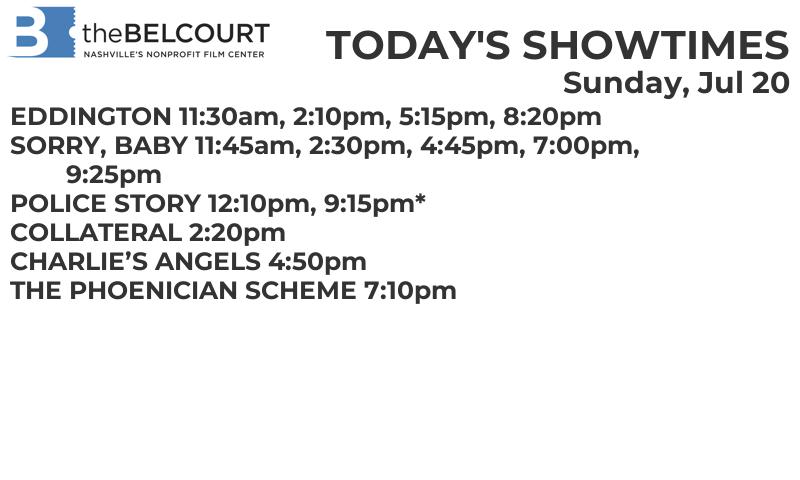 B theBELCOURT
NASHVILLE'S NONPROFIT FILM CENTER
TODAY'S SHOWTIMES
Sunday, Jul 20
EDDINGTON 11:30am, 2:10pm, 5:15pm, 8:20pm
SORRY, BABY 11:45am, 2:30pm, 4:45pm, 7:00pm,
9:25pm
POLICE STORY 12:10pm, 9:15pm*
COLLATERAL 2:20pm
CHARLIE’S ANGELS 4:50pm
THE PHOENICIAN SCHEME 7:10pm